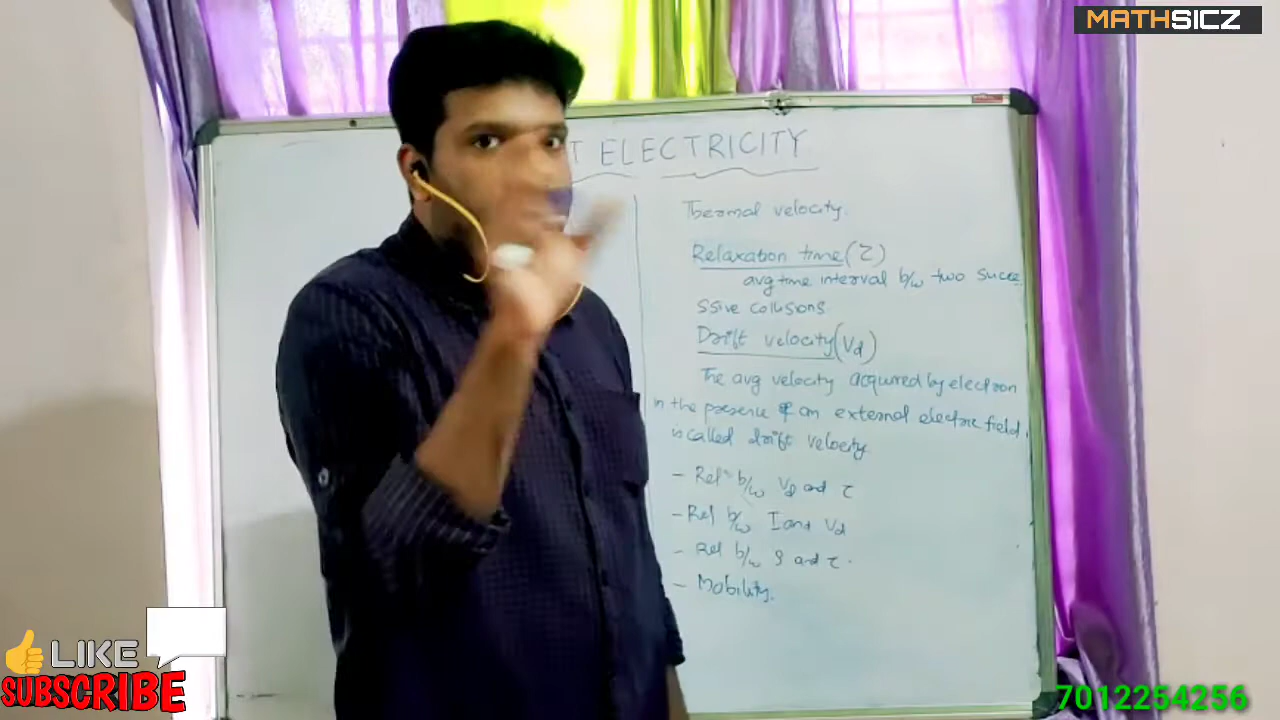 MATHSICZ
T ELECTRICITY
Thermal velocity.
Relaxation time (τ)
avg time interval b/w two succe
ssive collisions
Drift velocity (Vd)
The avg velocity acquired by electron
in the presence of an external electric field.
is called drift velocity
- Rel b/w Vd and τ
- Rel b/w I and Vd
- Rel b/w ρ and τ.
- Mobility.
LIKE
SUBSCRIBE
7012254256